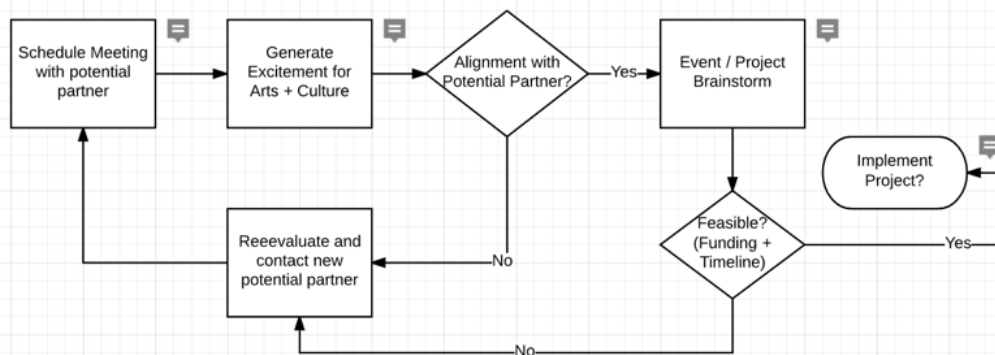 Schedule Meeting
with potential
partner
Generate
Excitement for
Arts + Culture
Alignment with
Potential Partner?
Yes
Event / Project
Brainstorm
Implement
Project?
Feasible?
(Funding +
Timeline)
Yes
Reeevaluate and
contact new
potential partner
No
No